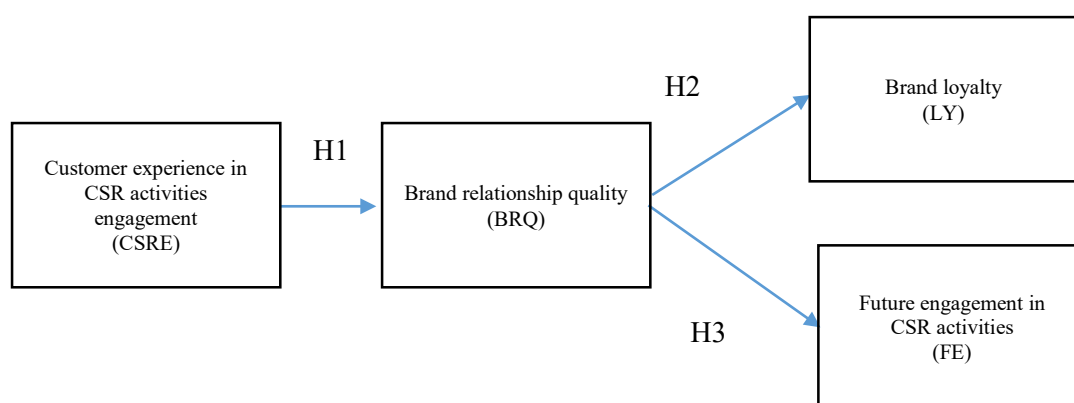 Customer experience in
CSR activities
engagement
(CSRE)
H1
Brand relationship quality
(BRQ)
H2
Brand loyalty
(LY)
H3
Future engagement in
CSR activities
(FE)